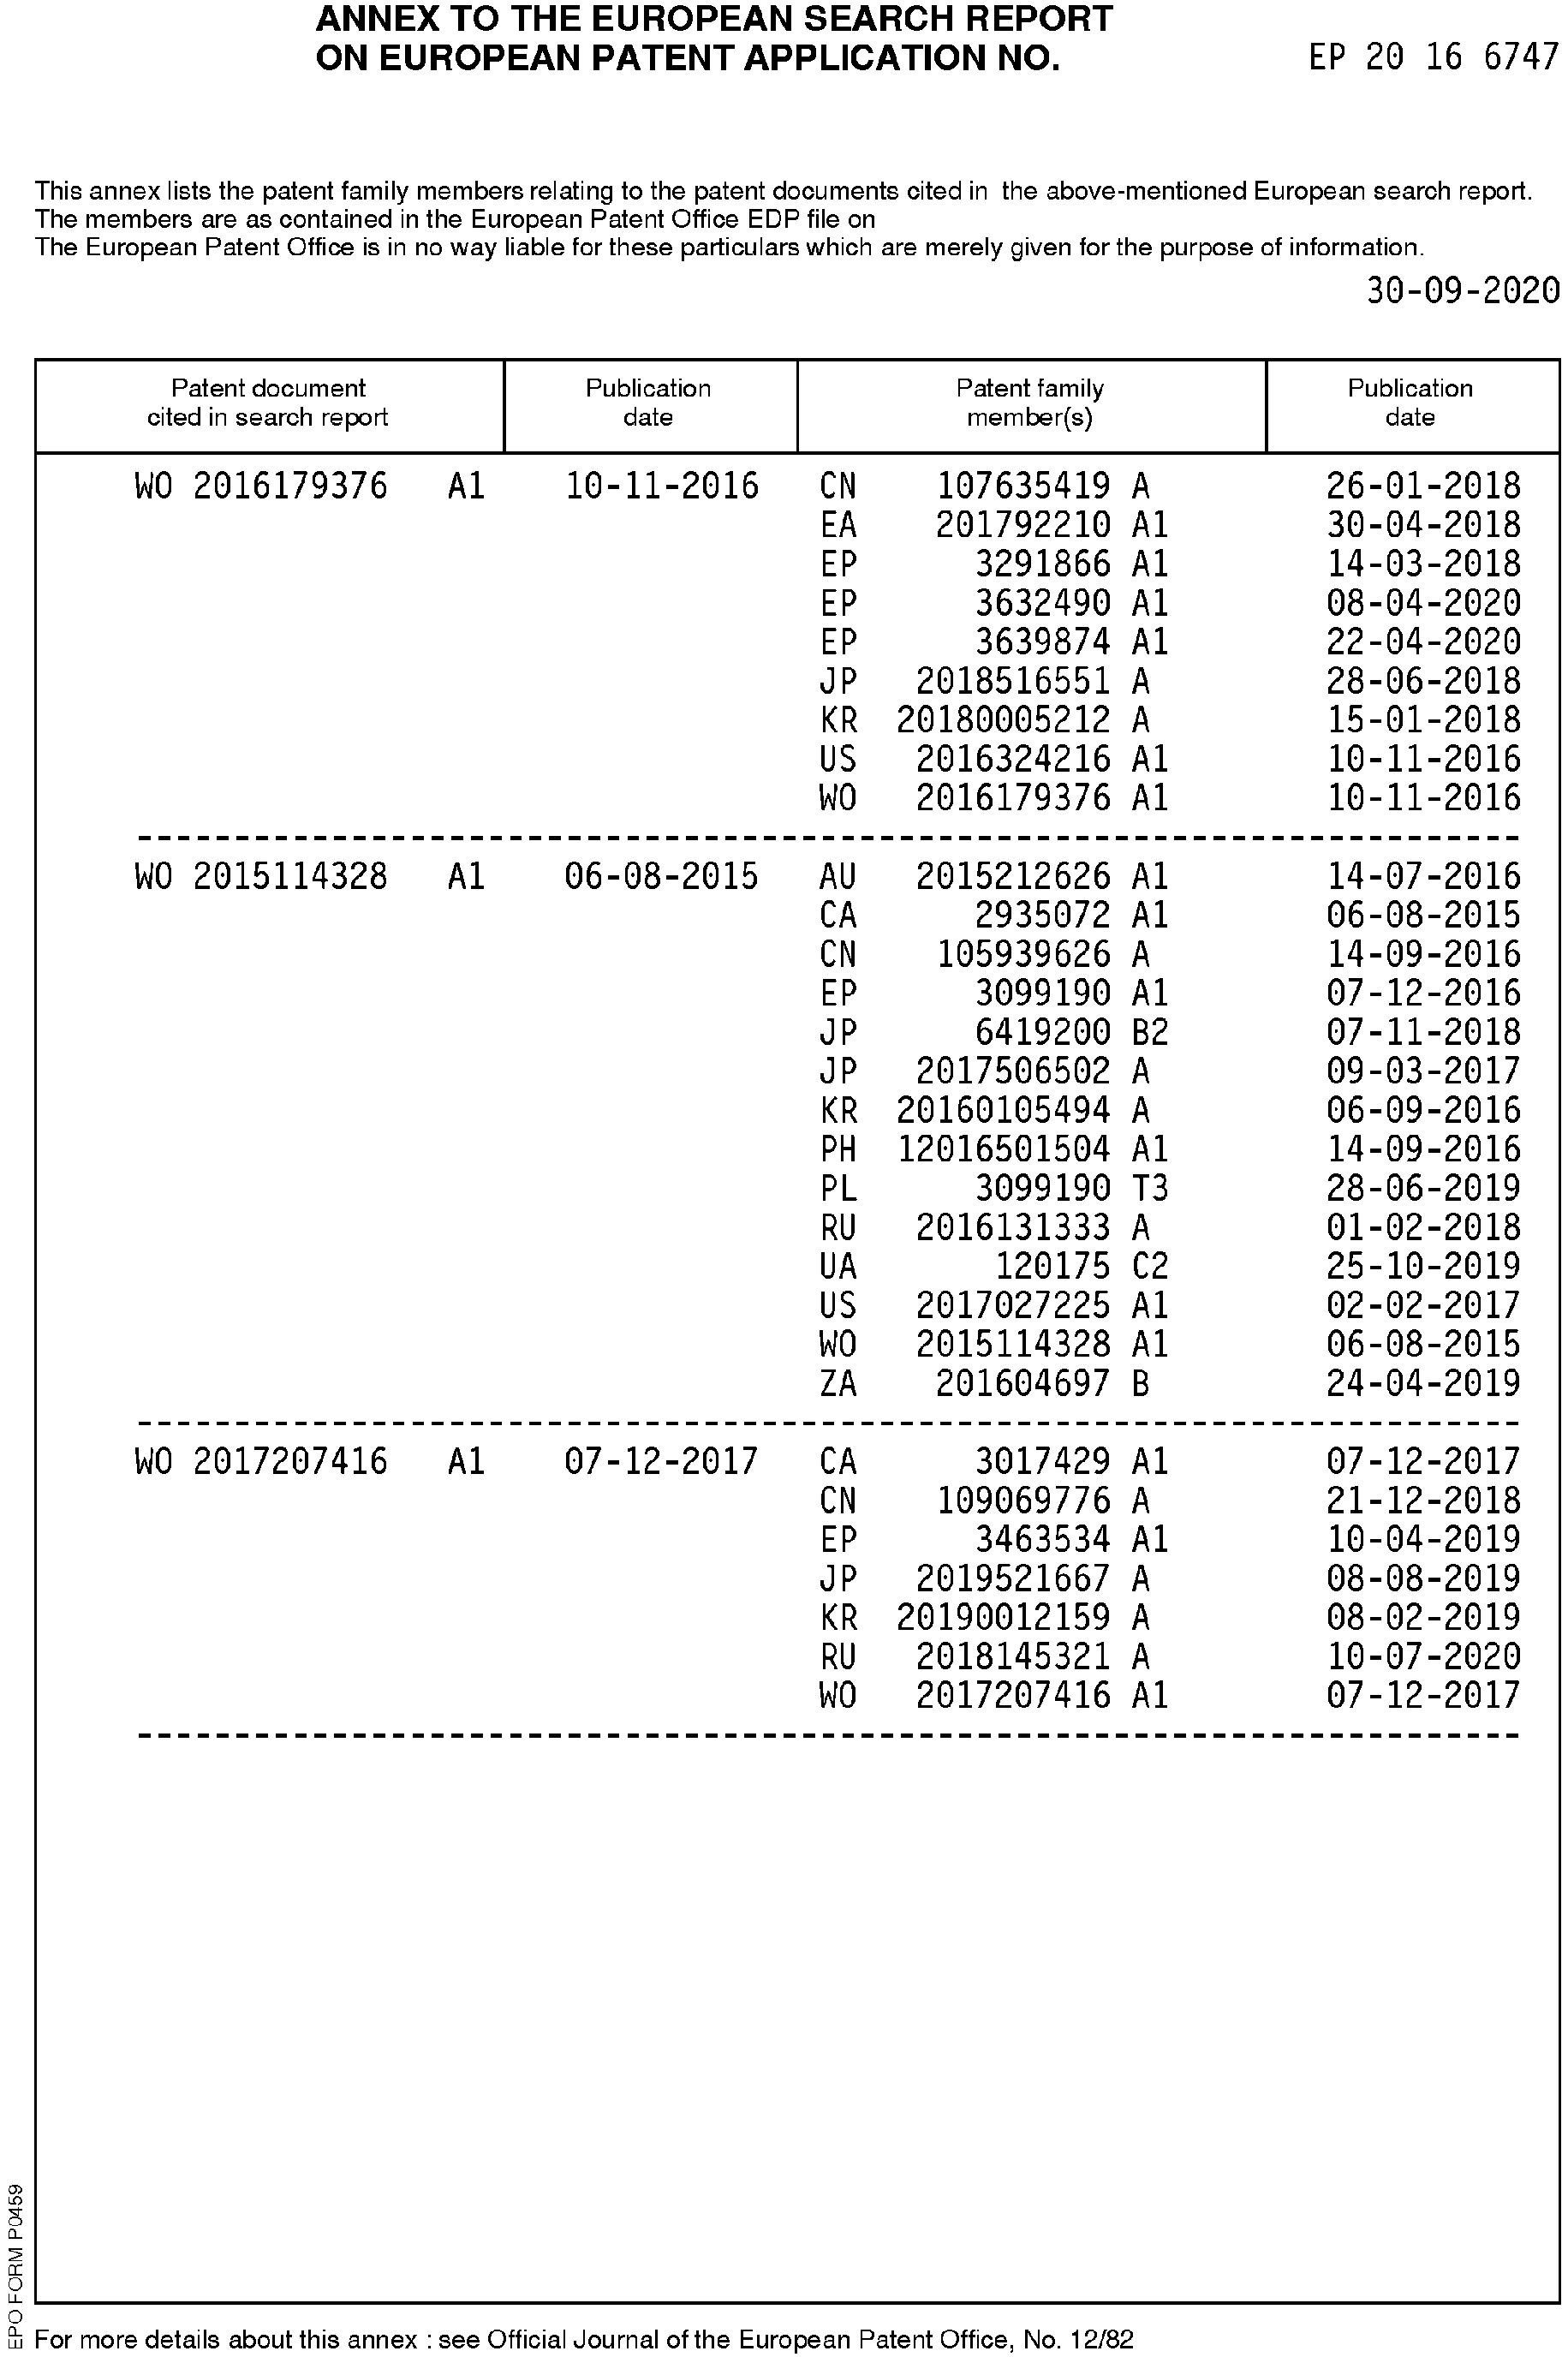 ANNEX TO THE EUROPEAN SEARCH REPORT
ON EUROPEAN PATENT APPLICATION NO. EP 20 16 6747
This annex lists the patent family members relating to the patent documents cited in the above-mentioned European search report.
The members are as contained in the European Patent Office EDP file on
The European Patent Office is in no way liable for these particulars which are merely given for the purpose of information.
30-09-2020
Patent document Publication Patent family Publication
cited in search report date member(s) date
WO 2016179376 A1 10-11-2016 CN 107635419 A 26-01-2018
EA 201792210 A1 30-04-2018
EP 3291866 A1 14-03-2018
EP 3632490 A1 08-04-2020
EP 3639874 A1 22-04-2020
JP 2018516551 A 28-06-2018
KR 20180005212 A 15-01-2018
US 2016324216 A1 10-11-2016
WO 2016179376 A1 10-11-2016
WO 2015114328 A1 06-08-2015 AU 2015212626 A1 14-07-2016
CA 2935072 A1 06-08-2015
CN 105939626 A 14-09-2016
EP 3099190 A1 07-12-2016
JP 6419200 B2 07-11-2018
JP 2017506502 A 09-03-2017
KR 20160105494 A 06-09-2016
PH 12016501504 A1 14-09-2016
PL 3099190 T3 28-06-2019
RU 2016131333 A 01-02-2018
UA 120175 C2 25-10-2019
US 2017027225 A1 02-02-2017
WO 2015114328 A1 06-08-2015
ZA 201604697 B 24-04-2019
WO 2017207416 A1 07-12-2017 CA 3017429 A1 07-12-2017
CN 109069776 A 21-12-2018
EP 3463534 A1 10-04-2019
JP 2019521667 A 08-08-2019
KR 20190012159 A 08-02-2019
RU 2018145321 A 10-07-2020
WO 2017207416 A1 07-12-2017
EPO FORM P0459
For more details about this annex : see Official Journal of the European Patent Office, No. 12/82